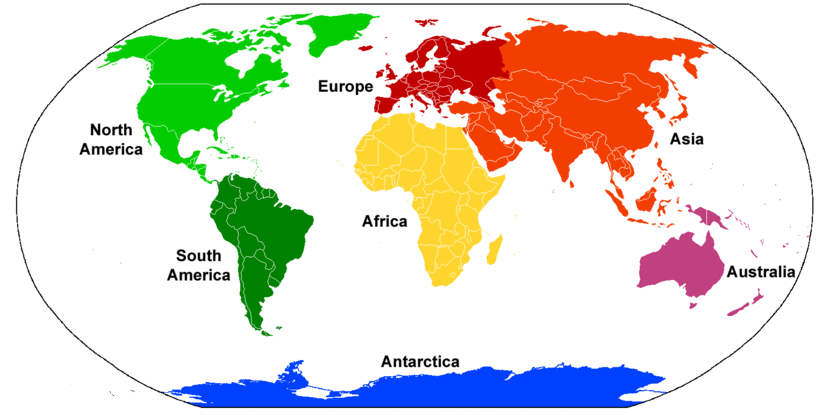 Europe
North
America
Asia
Africa
South
America
Australia
Antarctica